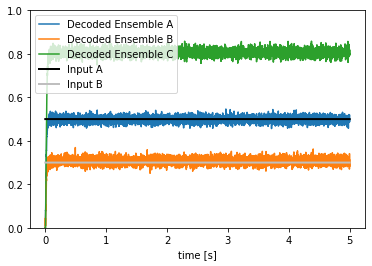 1.0
0.8
0.6
0.4
0.2
0.0
Decoded Ensemble A
Decoded Ensemble B
Decoded Ensemble C
Input A
Input B
0 1 2 3 4 5
time [s]